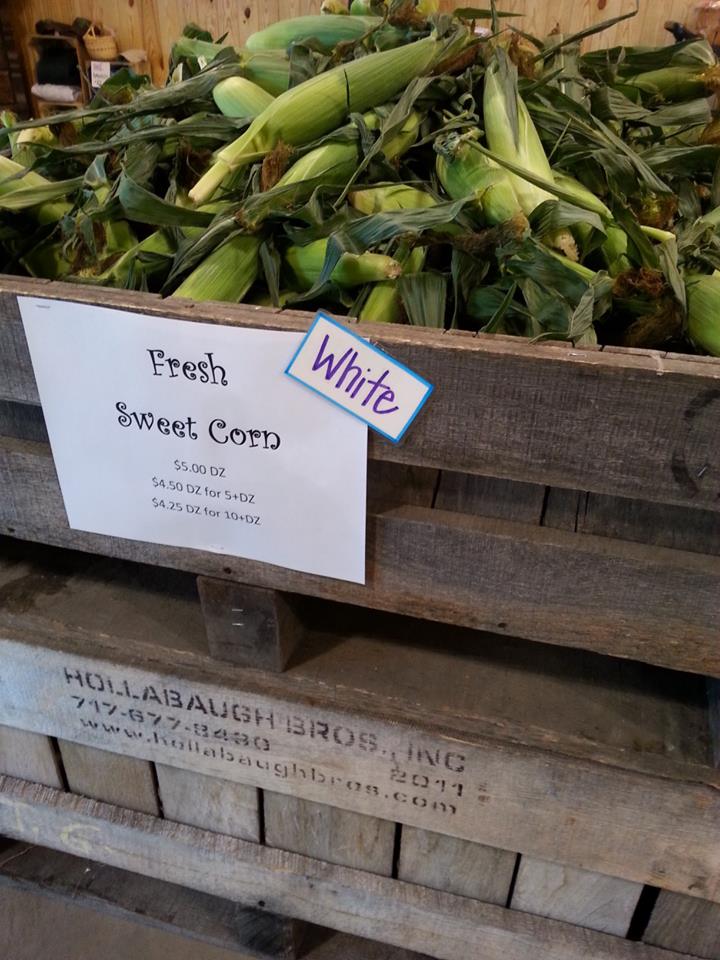 Fresh
Sweet Corn
$5.00 DZ
$4.50 DZ for 5+DZ
$4.25 DZ for 10+DZ
White
HOLLABAUGH BROS., INC
717-677-8480 2011
www.hollabaughbros.com
T. G.